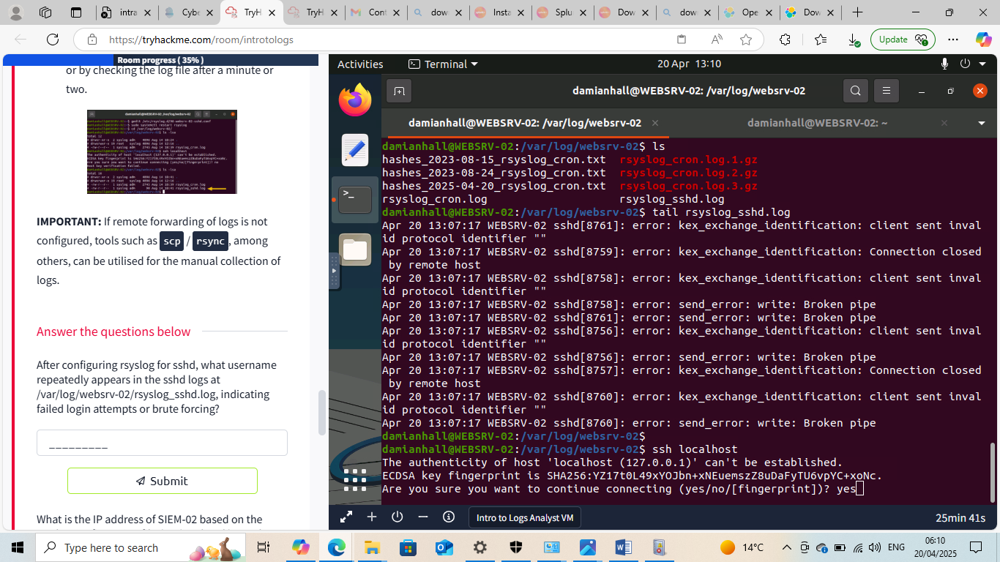 intra
Cybe
TryH
TryH
Cont
dow
Insta
Splu
Dow
dow
Ope
Dow
https://tryhackme.com/room/introtologs
Update
Room progress ( 35% )
or by checking the log file after a minute or
two.
IMPORTANT: If remote forwarding of logs is not
configured, tools such as scp / rsync, among
others, can be utilised for the manual collection of
logs.
Answer the questions below
After configuring rsyslog for sshd, what username
repeatedly appears in the sshd logs at
/var/log/websrv-02/rsyslog_sshd.log, indicating
failed login attempts or brute forcing?
_________
Submit
What is the IP address of SIEM-02 based on the
Activities
Terminal
20 Apr 13:10
damianhall@WEBSRV-02: /var/log/websrv-02
damianhall@WEBSRV-02: /var/log/websrv-02
damianhall@WEBSRV-02: ~
damianhall@WEBSRV-02:/var/log/websrv-02$ ls
hashes_2023-08-15_rsyslog_cron.txt rsyslog_cron.log.1.gz
hashes_2023-08-24_rsyslog_cron.txt rsyslog_cron.log.2.gz
hashes_2025-04-20_rsyslog_cron.txt rsyslog_cron.log.3.gz
rsyslog_cron.log rsyslog_sshd.log
damianhall@WEBSRV-02:/var/log/websrv-02$ tail rsyslog_sshd.log
Apr 20 13:07:17 WEBSRV-02 sshd[8761]: error: kex_exchange_identification: client sent inval
id protocol identifier ""
Apr 20 13:07:17 WEBSRV-02 sshd[8759]: error: kex_exchange_identification: Connection closed
by remote host
Apr 20 13:07:17 WEBSRV-02 sshd[8758]: error: kex_exchange_identification: client sent inval
id protocol identifier ""
Apr 20 13:07:17 WEBSRV-02 sshd[8758]: error: send_error: write: Broken pipe
Apr 20 13:07:17 WEBSRV-02 sshd[8761]: error: send_error: write: Broken pipe
Apr 20 13:07:17 WEBSRV-02 sshd[8756]: error: kex_exchange_identification: client sent inval
id protocol identifier ""
Apr 20 13:07:17 WEBSRV-02 sshd[8756]: error: send_error: write: Broken pipe
Apr 20 13:07:17 WEBSRV-02 sshd[8757]: error: kex_exchange_identification: Connection closed
by remote host
Apr 20 13:07:17 WEBSRV-02 sshd[8760]: error: kex_exchange_identification: client sent inval
id protocol identifier ""
Apr 20 13:07:17 WEBSRV-02 sshd[8760]: error: send_error: write: Broken pipe
damianhall@WEBSRV-02:/var/log/websrv-02$
damianhall@WEBSRV-02:/var/log/websrv-02$ ssh localhost
The authenticity of host 'localhost (127.0.0.1)' can't be established.
ECDSA key fingerprint is SHA256:YZ17t0L49xYOJbn+xNEuemszZ8uDaFyTU6vpYC+xoNc.
Are you sure you want to continue connecting (yes/no/[fingerprint])? yes
Intro to Logs Analyst VM
25min 41s
Type here to search
14°C
ENG
06:10
20/04/2025